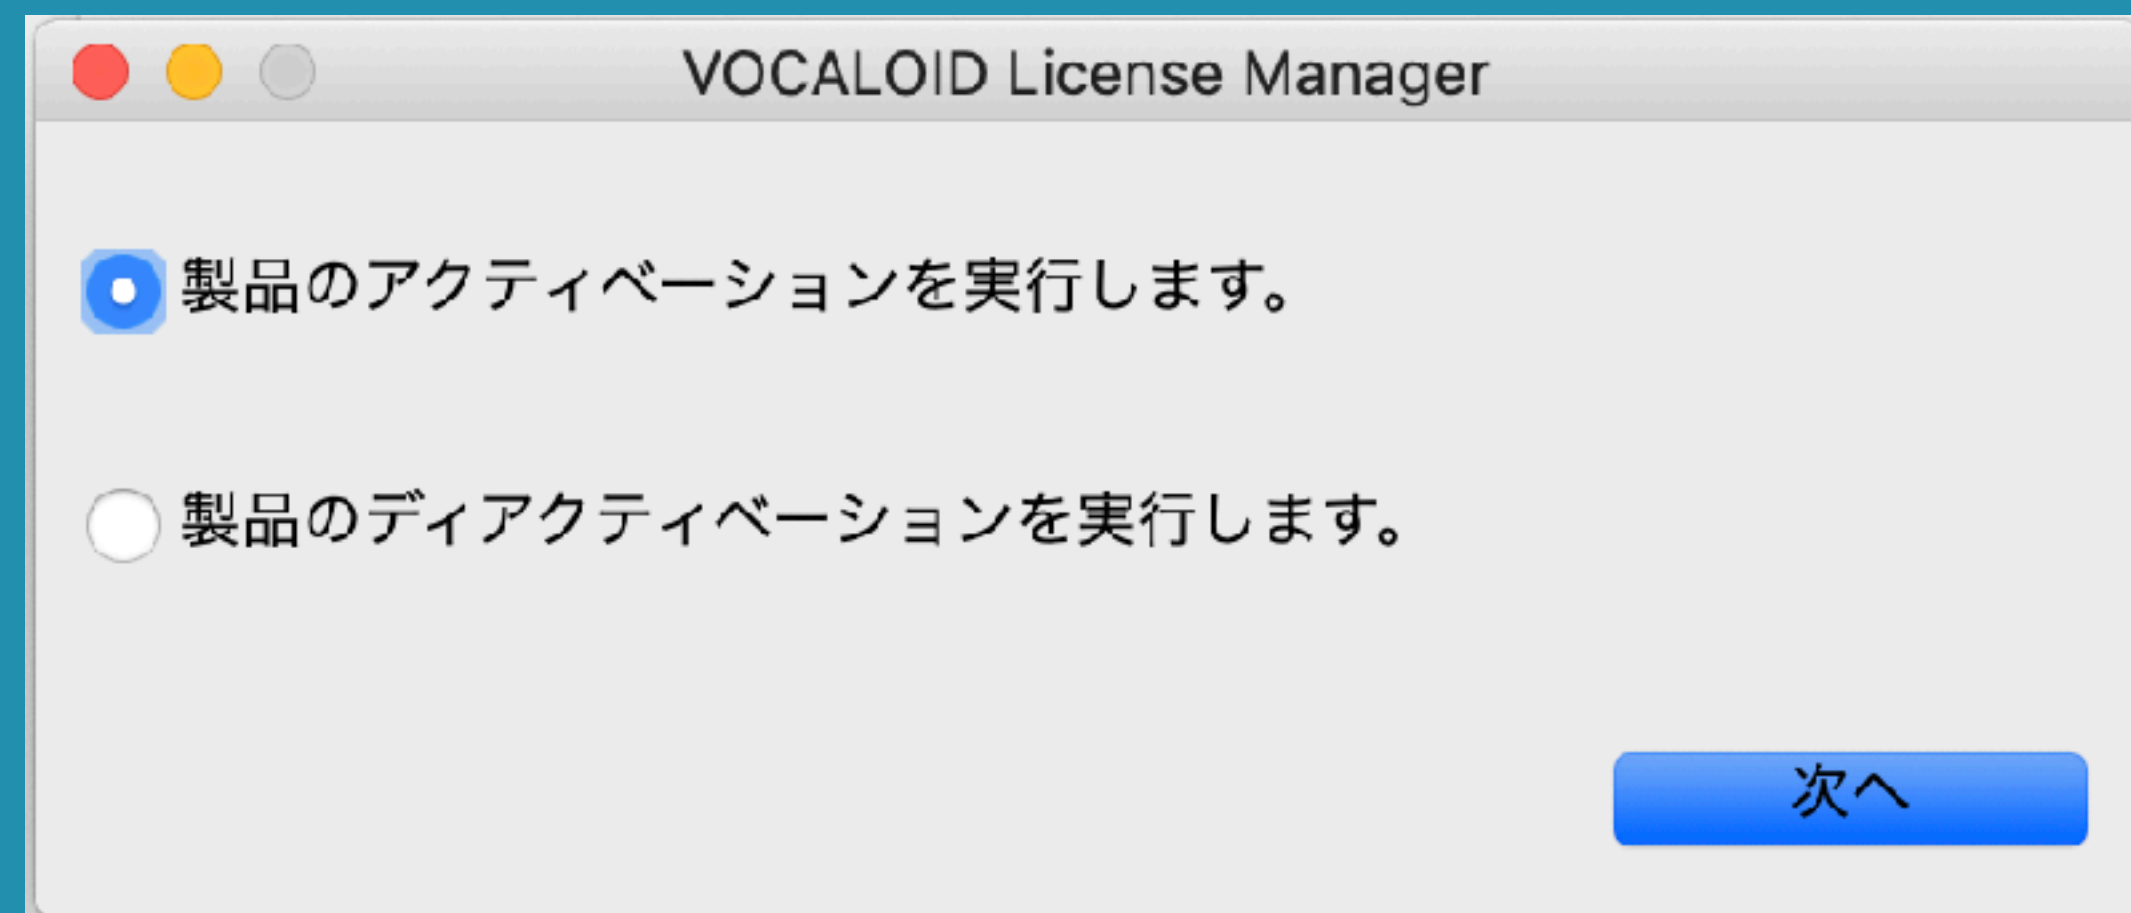 VOCALOID License Manager
製品のアクティベーションを実行します。
製品のディアクティベーションを実行します。
次へ